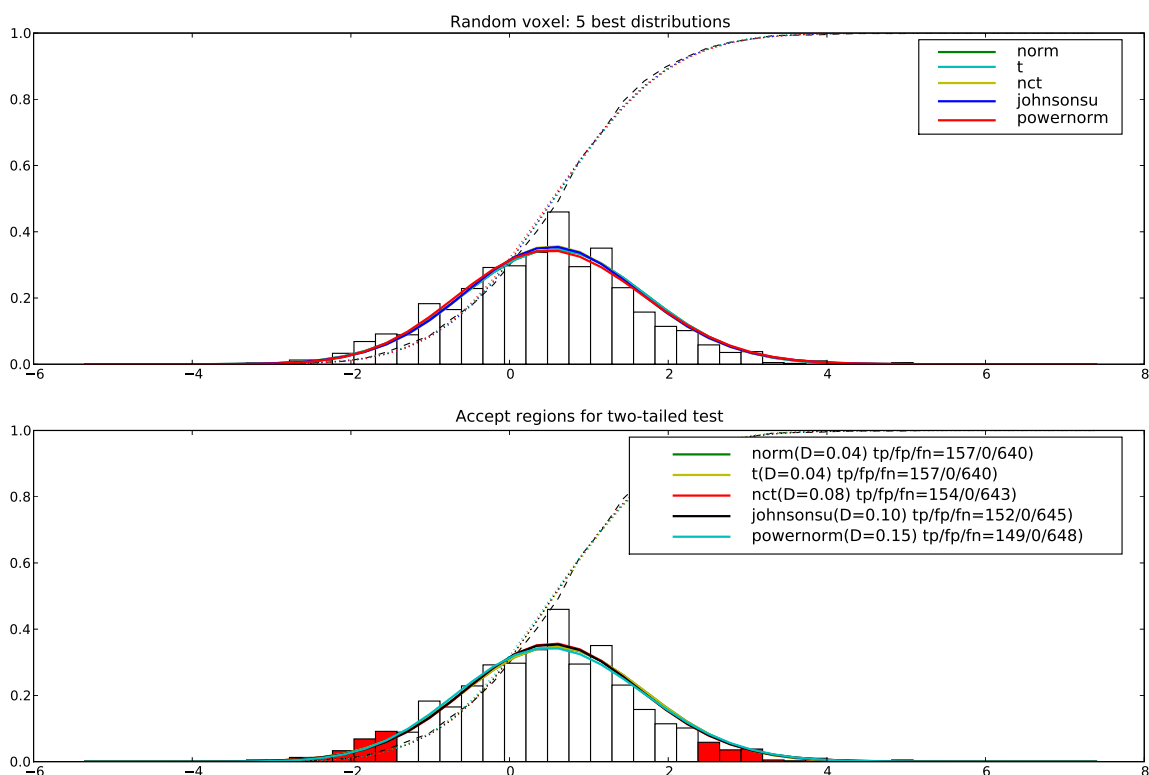 Random voxel: 5 best distributions
1.0
0.8
0.6
0.4
0.2
0.0
−6
−4
−2
0
2
4
6
8
norm
t
nct
johnsonsu
powernorm
Accept regions for two-tailed test
1.0
0.8
0.6
0.4
0.2
0.0
−6
−4
−2
0
2
4
6
8
norm(D=0.04) tp/fp/fn=157/0/640)
t(D=0.04) tp/fp/fn=157/0/640)
nct(D=0.08) tp/fp/fn=154/0/643)
johnsonsu(D=0.10) tp/fp/fn=152/0/645)
powernorm(D=0.15) tp/fp/fn=149/0/648)